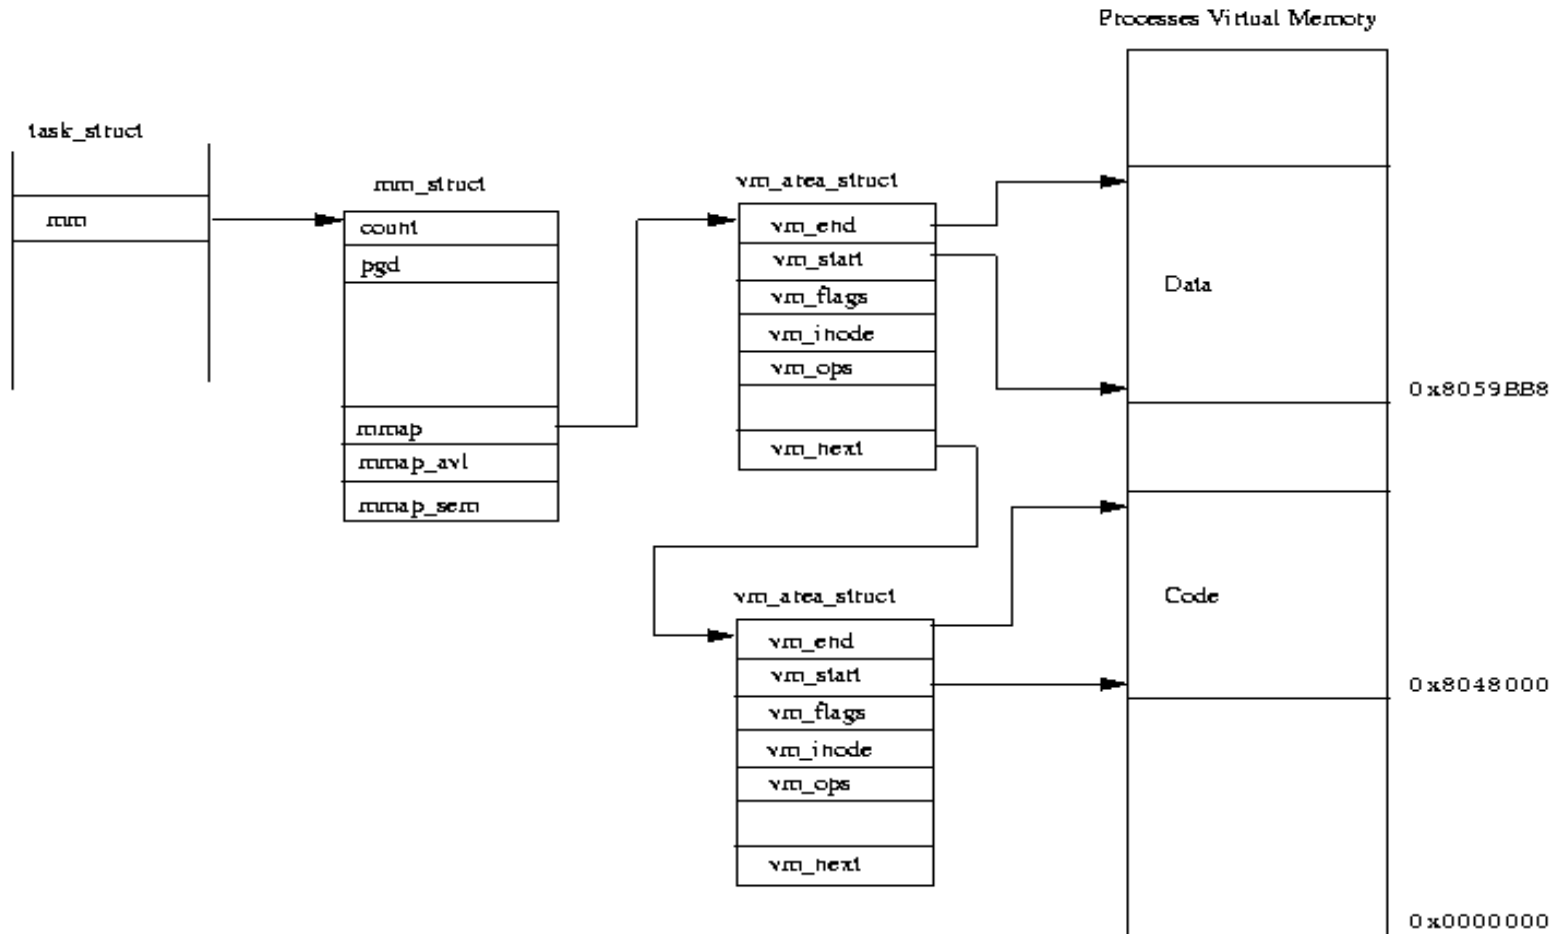 Processes Virtual Memory
task_struct
mm
mm_struct
count
pgd
mmap
mmap_avl
mmap_sem
vm_area_struct
vm_end
vm_start
vm_flags
vm_inode
vm_ops
vm_next
vm_area_struct
vm_end
vm_start
vm_flags
vm_inode
vm_ops
vm_next
Data
0x8059BB8
Code
0x8048000
0x0000000